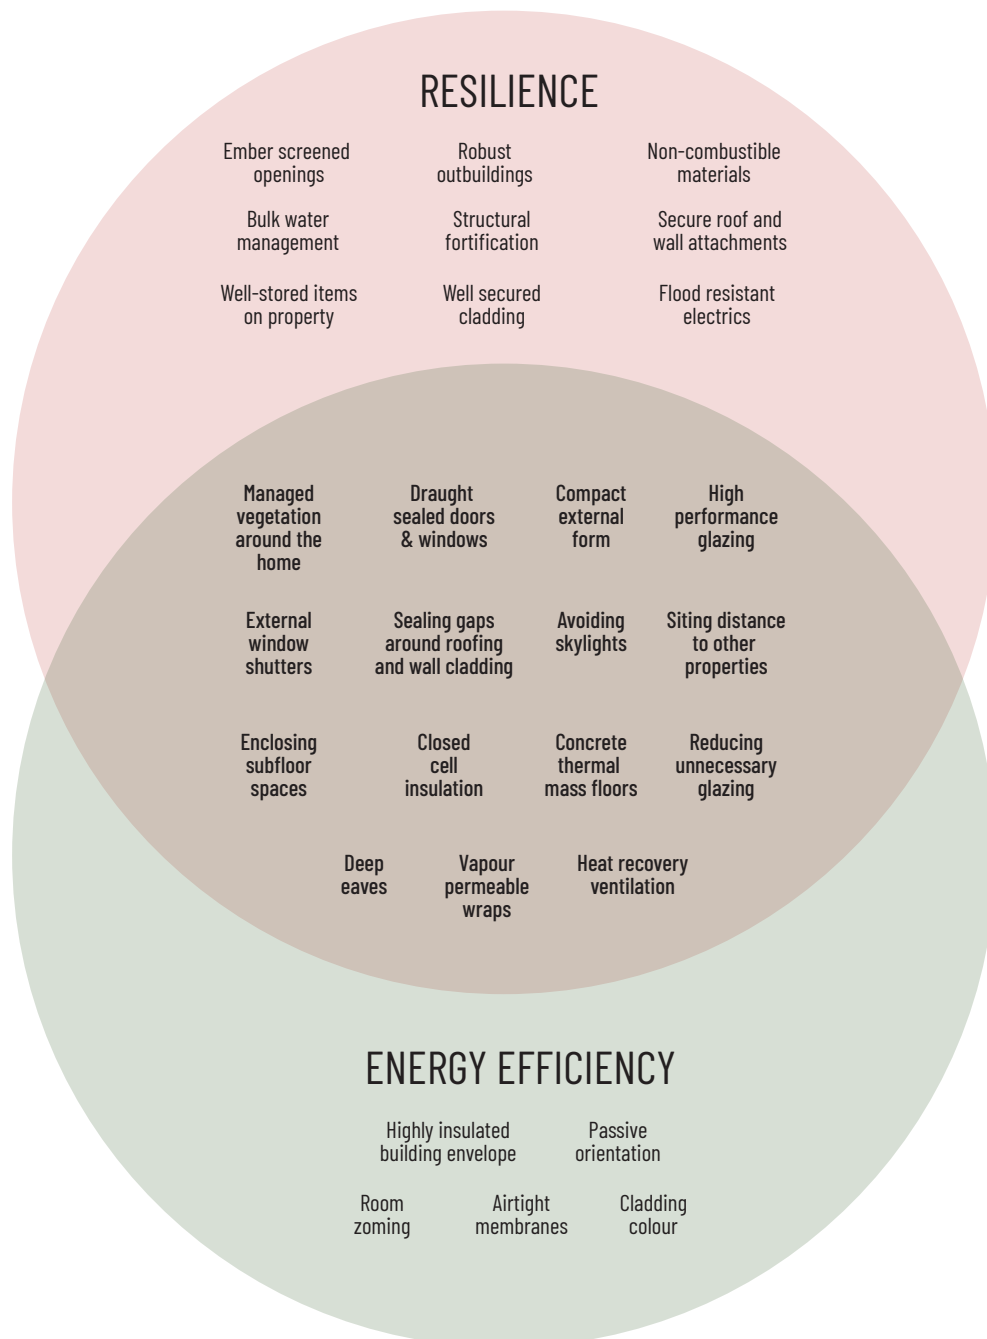 RESILIENCE
Ember screened
openings
Robust
outbuildings
Non-combustible
materials
Bulk water
management
Structural
fortification
Secure roof and
wall attachments
Well-stored items
on property
Well secured
cladding
Flood resistant
electrics
Managed
vegetation
around the
home
Draught
sealed doors
& windows
Compact
external
form
High
performance
glazing
External
window
shutters
Sealing gaps
around roofing
and wall cladding
Avoiding
skylights
Siting distance
to other
properties
Enclosing
subfloor
spaces
Closed
cell
insulation
Concrete
thermal
mass floors
Reducing
unnecessary
glazing
Deep
eaves
Vapour
permeable
wraps
Heat recovery
ventilation
ENERGY EFFICIENCY
Highly insulated
building envelope
Passive
orientation
Room
zoming
Airtight
membranes
Cladding
colour